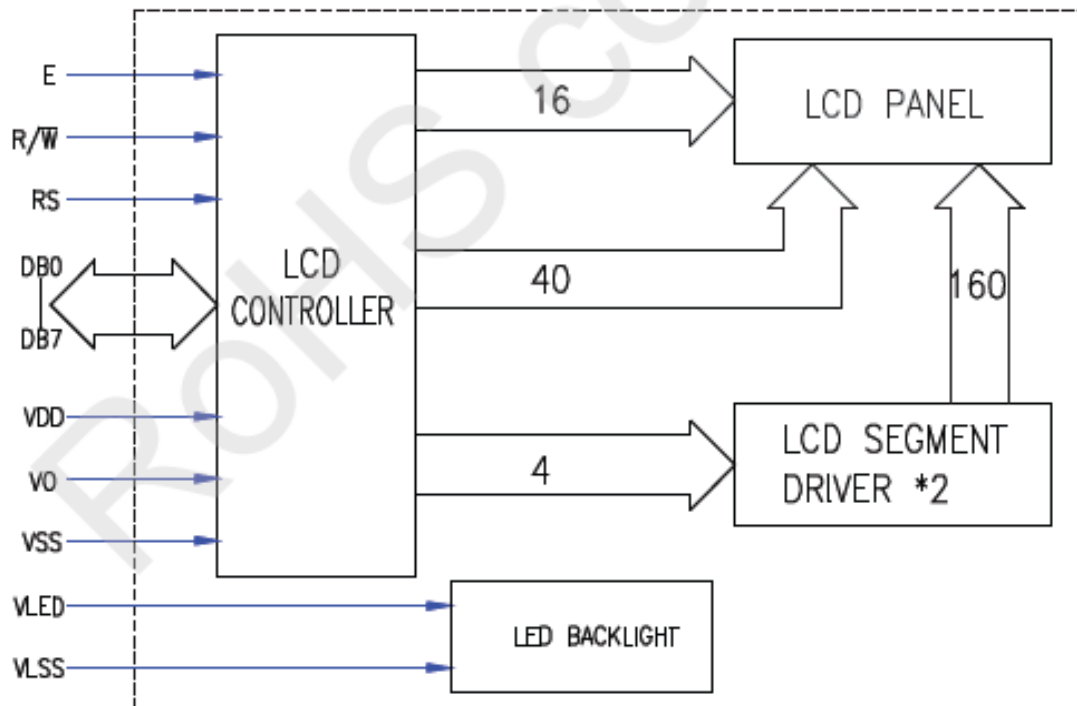 E
R/W̅
RS
DB0
DB7
VDD
VO
VSS
VLED
VLSS
LCD
CONTROLLER
16
40
4
LCD PANEL
160
LCD SEGMENT
DRIVER *2
LED BACKLIGHT